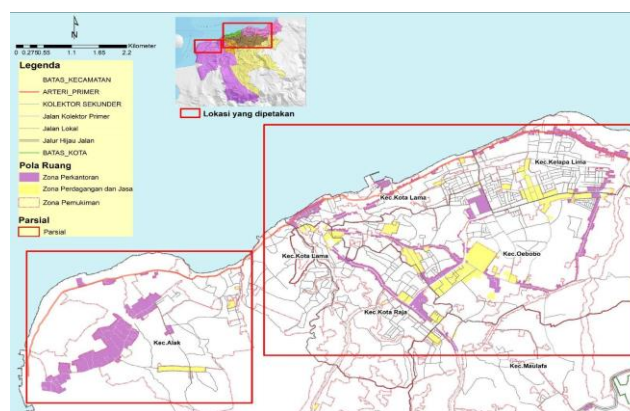 N
0 0.275 0.55 1.1 1.65 2.2
Kilometer
Legenda
BATAS_KECAMATAN
ARTERI_PRIMER
KOLEKTOR SEKUNDER
Jalan Kolektor Primer
Jalan Lokal
Jalur Hijau Jalan
BATAS_KOTA
Pola Ruang
Zona Perkantoran
Zona Perdagangan dan Jasa
Zona Pemukiman
Parsial
Parsial
Lokasi yang dipetakan
Kec.Kelapa Lima
Kec.Kota Lama
Kec.Kota Lama
Kec.Oebobo
Kec.Kota Raja
Kec.Alak
Kec.Maulafa